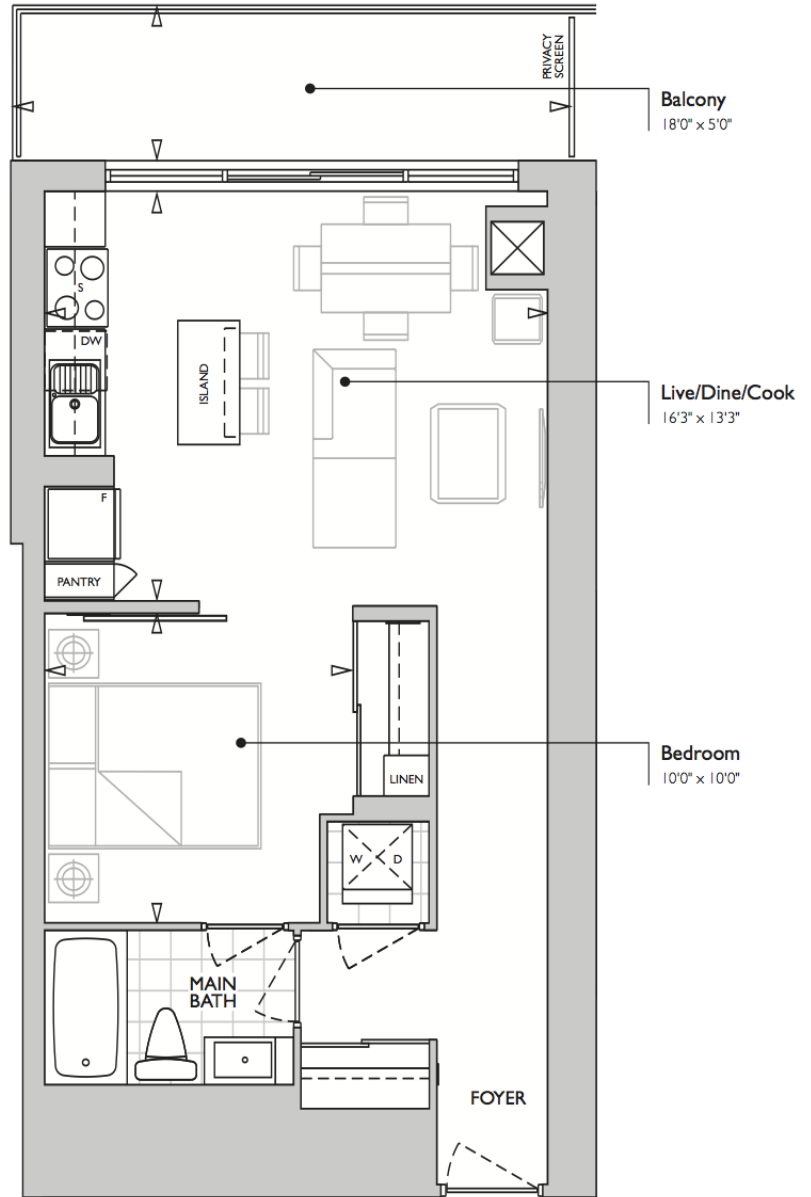 PRIVACY
SCREEN
Balcony
18'0" x 5'0"
S
DW
ISLAND
Live/Dine/Cook
16'3" x 13'3"
F
PANTRY
Bedroom
10'0" x 10'0"
LINEN
W D
MAIN
BATH
FOYER